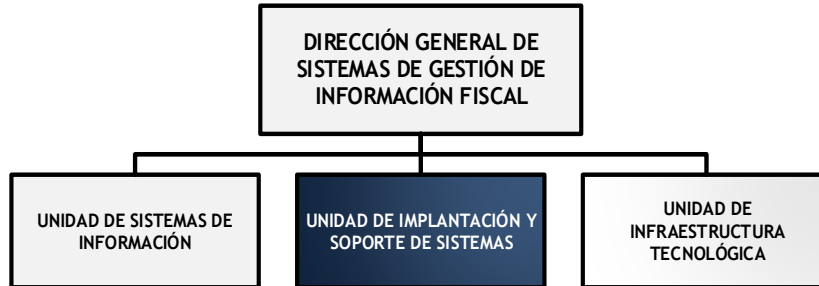 DIRECCIÓN GENERAL DE
SISTEMAS DE GESTIÓN DE
INFORMACIÓN FISCAL
UNIDAD DE SISTEMAS DE
INFORMACIÓN
UNIDAD DE IMPLANTACIÓN Y
SOPORTE DE SISTEMAS
UNIDAD DE
INFRAESTRUCTURA
TECNOLÓGICA